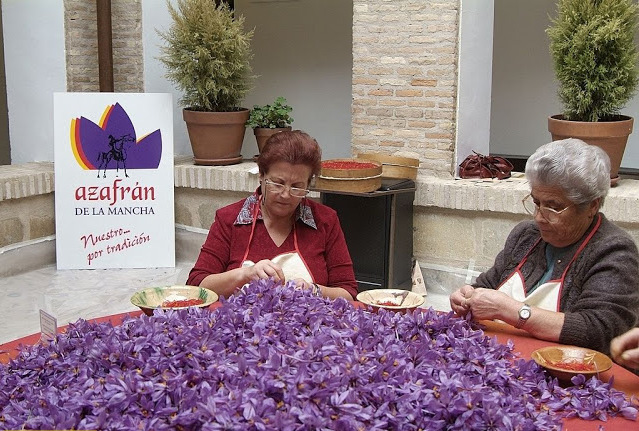 azafrán
DE LA MANCHA
Nuestro...
por tradición